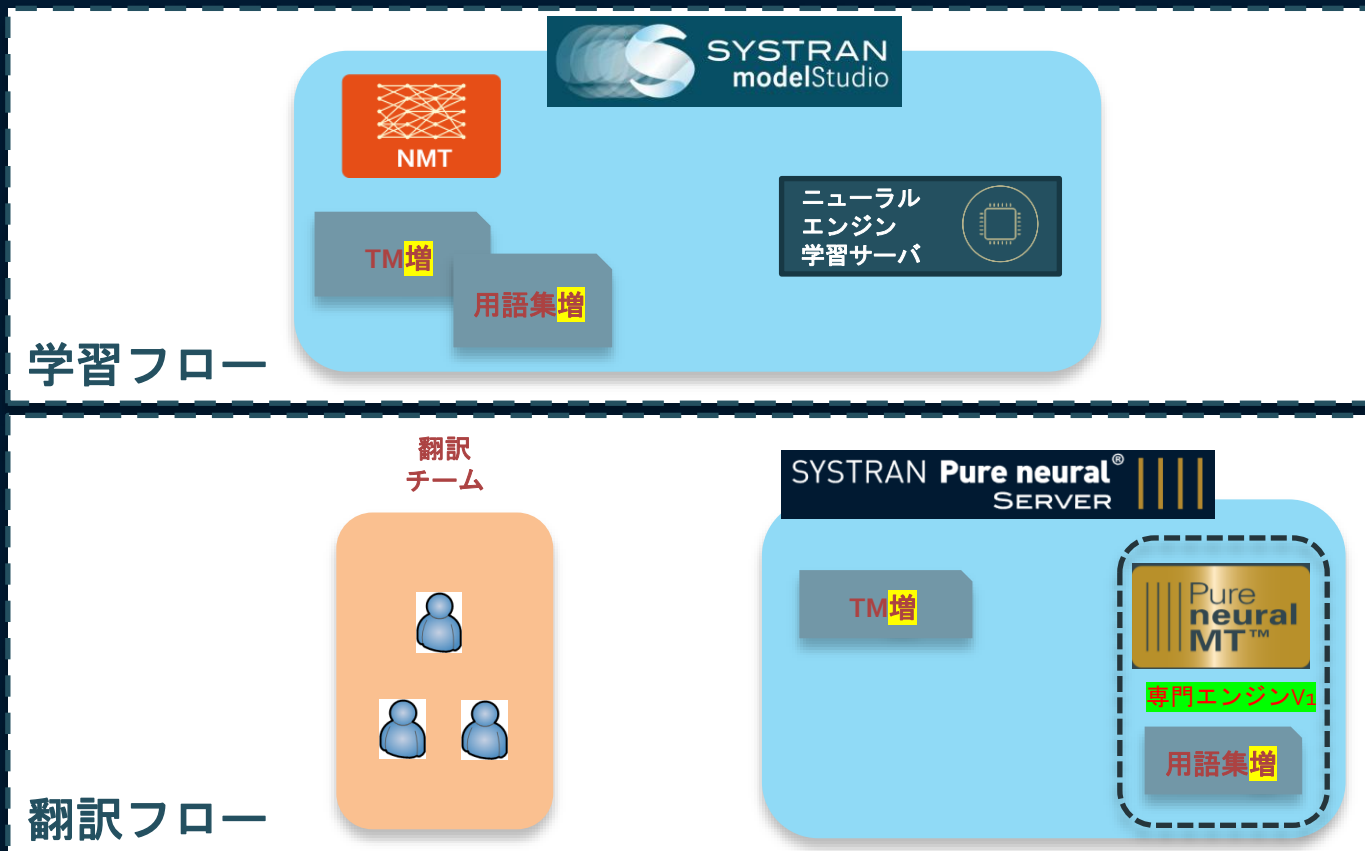 SYSTRAN
modelStudio
NMT
ニューラル
エンジン
学習サーバ
TM増
用語集増
学習フロー
翻訳
チーム
SYSTRAN Pure neural®
SERVER
TM増
Pure
neural
MT™
専門エンジンV1
用語集増
翻訳フロー